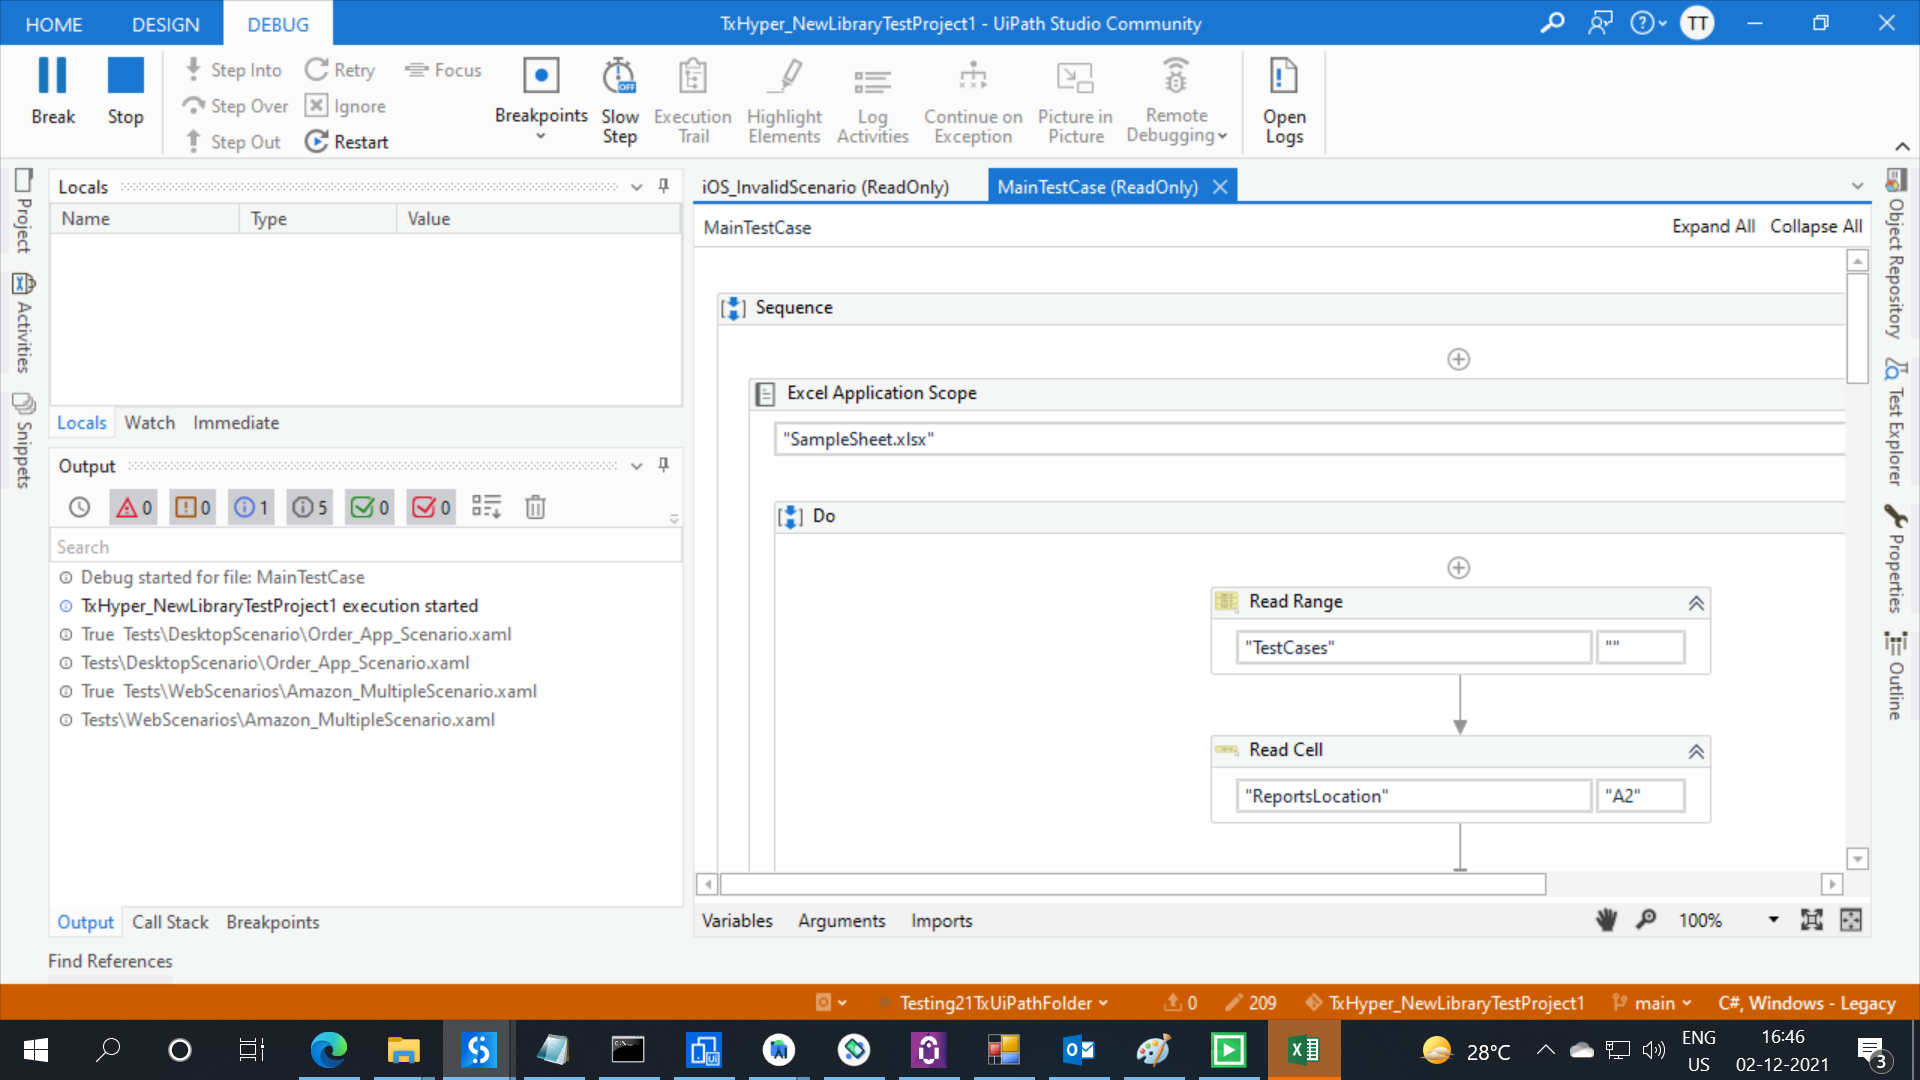 HOME DESIGN DEBUG
TxHyper_NewLibraryTestProject1 - UiPath Studio Community
TT
Break
Stop
Step Into
Step Over
Step Out
Retry
Ignore
Restart
Focus
Breakpoints
OFF
Slow
Step
Execution
Trail
Highlight
Elements
Log
Activities
Continue on
Exception
Picture in
Picture
Remote
Debugging
Open
Logs
Project
Activities
Snippets
Locals
Name Type Value
Locals Watch Immediate
Output
0 0 1 5 0 0
Search
Debug started for file: MainTestCase
TxHyper_NewLibraryTestProject1 execution started
True Tests\DesktopScenario\Order_App_Scenario.xaml
Tests\DesktopScenario\Order_App_Scenario.xaml
True Tests\WebScenarios\Amazon_MultipleScenario.xaml
Tests\WebScenarios\Amazon_MultipleScenario.xaml
Output Call Stack Breakpoints
Find References
iOS_InvalidScenario (ReadOnly) MainTestCase (ReadOnly)
MainTestCase Expand All Collapse All
Sequence
Excel Application Scope
"SampleSheet.xlsx"
Do
Read Range
"TestCases" ""
Read Cell
"ReportsLocation" "A2"
Variables Arguments Imports 100%
Object Repository
Test Explorer
Properties
Outline
Testing21TxUiPathFolder 0 209 TxHyper_NewLibraryTestProject1 main C#, Windows - Legacy
28°C
ENG
US
16:46
02-12-2021
3